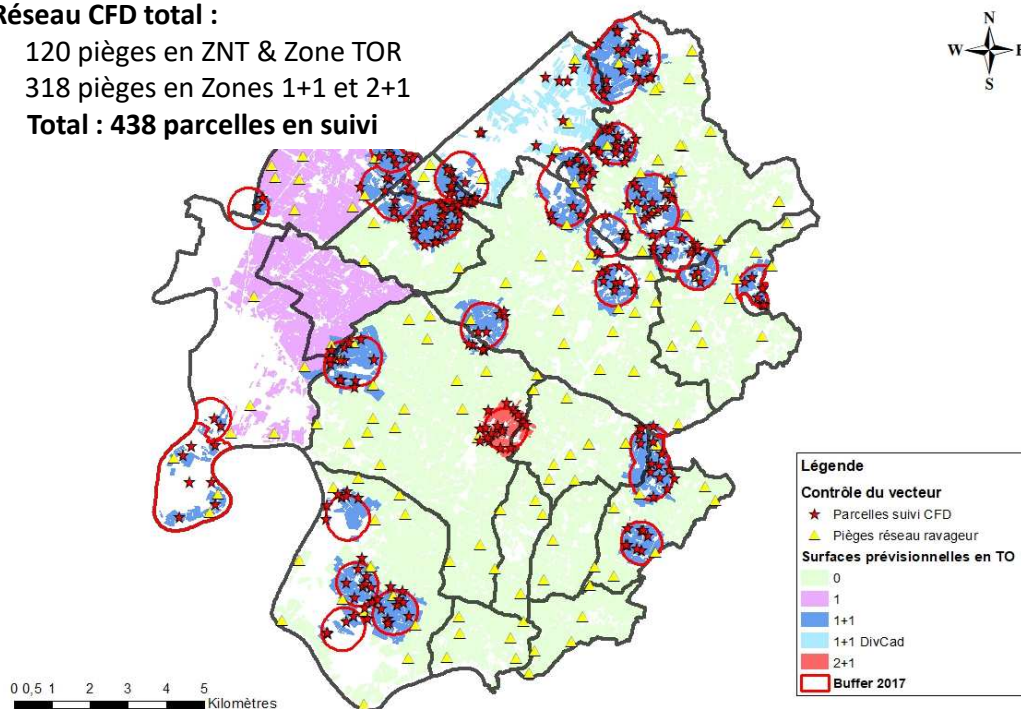 Réseau CFD total :
120 pièges en ZNT & Zone TOR
318 pièges en Zones 1+1 et 2+1
Total : 438 parcelles en suivi
N
W E
S
Légende
Contrôle du vecteur
Parcelles suivi CFD
Pièges réseau ravageur
Surfaces prévisionnelles en TO
0
1
1+1
1+1 DivCad
2+1
Buffer 2017
0 0,5 1 2 3 4 5
Kilomètres